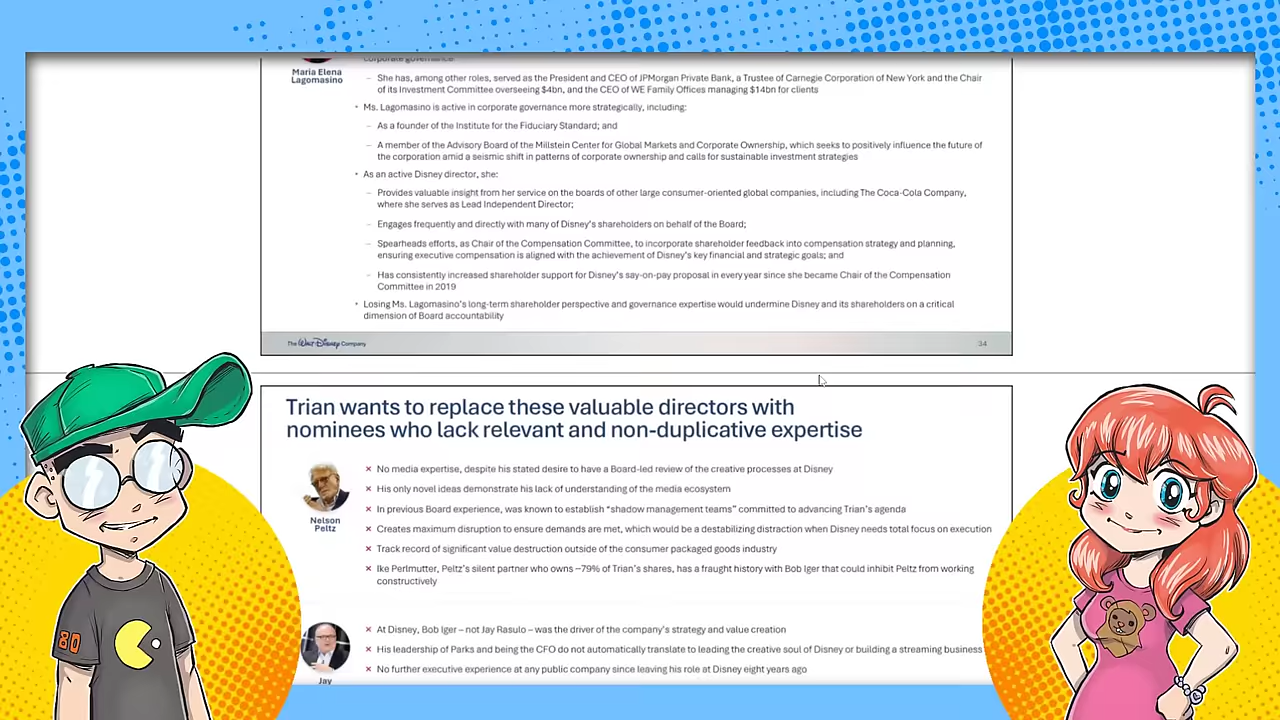 corporate governance.
Maria Elena
Lagomasino
– She has, among other roles, served as the President and CEO of JPMorgan Private Bank, a Trustee of Carnegie Corporation of New York and the Chair
of its Investment Committee overseeing $4bn, and the CEO of WE Family Offices managing $14bn for clients
• Ms. Lagomasino is active in corporate governance more strategically, including:
– As a founder of the Institute for the Fiduciary Standard; and
– A member of the Advisory Board of the Millstein Center for Global Markets and Corporate Ownership, which seeks to positively influence the future of
the corporation amid a seismic shift in patterns of corporate ownership and calls for sustainable investment strategies
• As an active Disney director, she:
– Provides valuable insight from her service on the boards of other large consumer-oriented global companies, including The Coca-Cola Company,
where she serves as Lead Independent Director;
– Engages frequently and directly with many of Disney's shareholders on behalf of the Board;
– Spearheads efforts, as Chair of the Compensation Committee, to incorporate shareholder feedback into compensation strategy and planning,
ensuring executive compensation is aligned with the achievement of Disney's key financial and strategic goals; and
– Has consistently increased shareholder support for Disney's say-on-pay proposal in every year since she became Chair of the Compensation
Committee in 2019
• Losing Ms. Lagomasino's long-term shareholder perspective and governance expertise would undermine Disney and its shareholders on a critical
dimension of Board accountability
The Walt Disney Company
34
Trian wants to replace these valuable directors with
nominees who lack relevant and non-duplicative expertise
Nelson
Peltz
× No media expertise, despite his stated desire to have a Board-led review of the creative processes at Disney
× His only novel ideas demonstrate his lack of understanding of the media ecosystem
× In previous Board experience, was known to establish "shadow management teams" committed to advancing Trian's agenda
× Creates maximum disruption to ensure demands are met, which would be a destabilizing distraction when Disney needs total focus on execution
× Track record of significant value destruction outside of the consumer packaged goods industry
× Ike Perlmutter, Peltz's silent partner who owns ~79% of Trian's shares, has a fraught history with Bob Iger that could inhibit Peltz from working
constructively
Jay
× At Disney, Bob Iger – not Jay Rasulo – was the driver of the company's strategy and value creation
× His leadership of Parks and being the CFO do not automatically translate to leading the creative soul of Disney or building a streaming business
× No further executive experience at any public company since leaving his role at Disney eight years ago
80